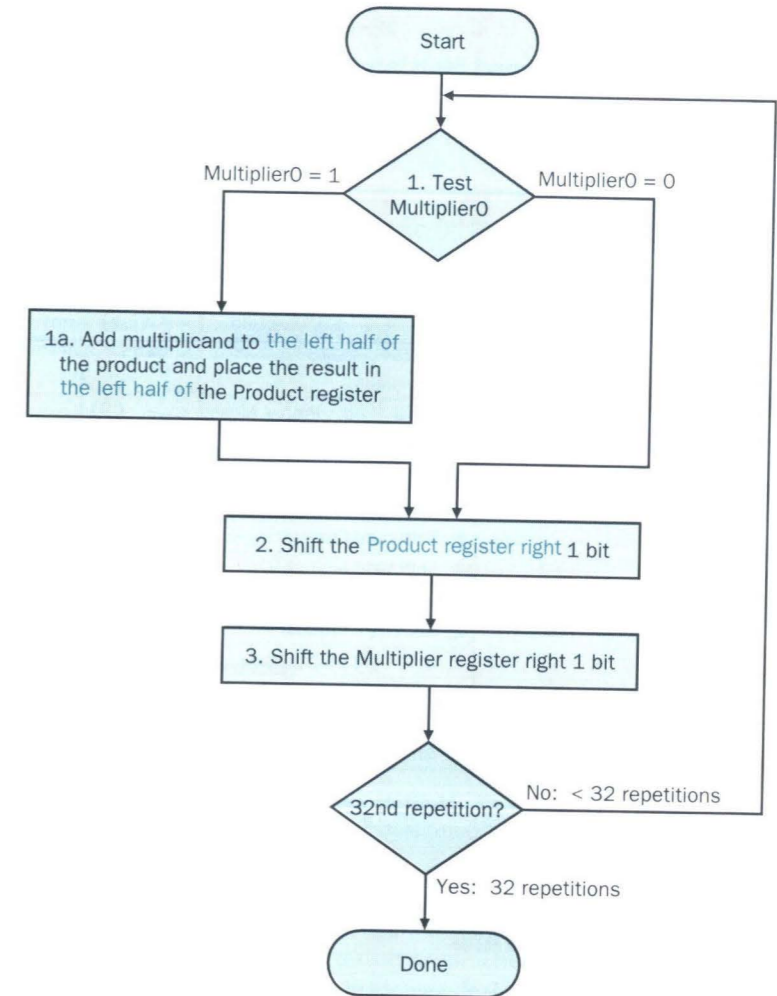 Start
Multiplier0 = 1
1. Test
Multiplier0
Multiplier0 = 0
1a. Add multiplicand to the left half of
the product and place the result in
the left half of the Product register
2. Shift the Product register right 1 bit
3. Shift the Multiplier register right 1 bit
32nd repetition?
No: < 32 repetitions
Yes: 32 repetitions
Done